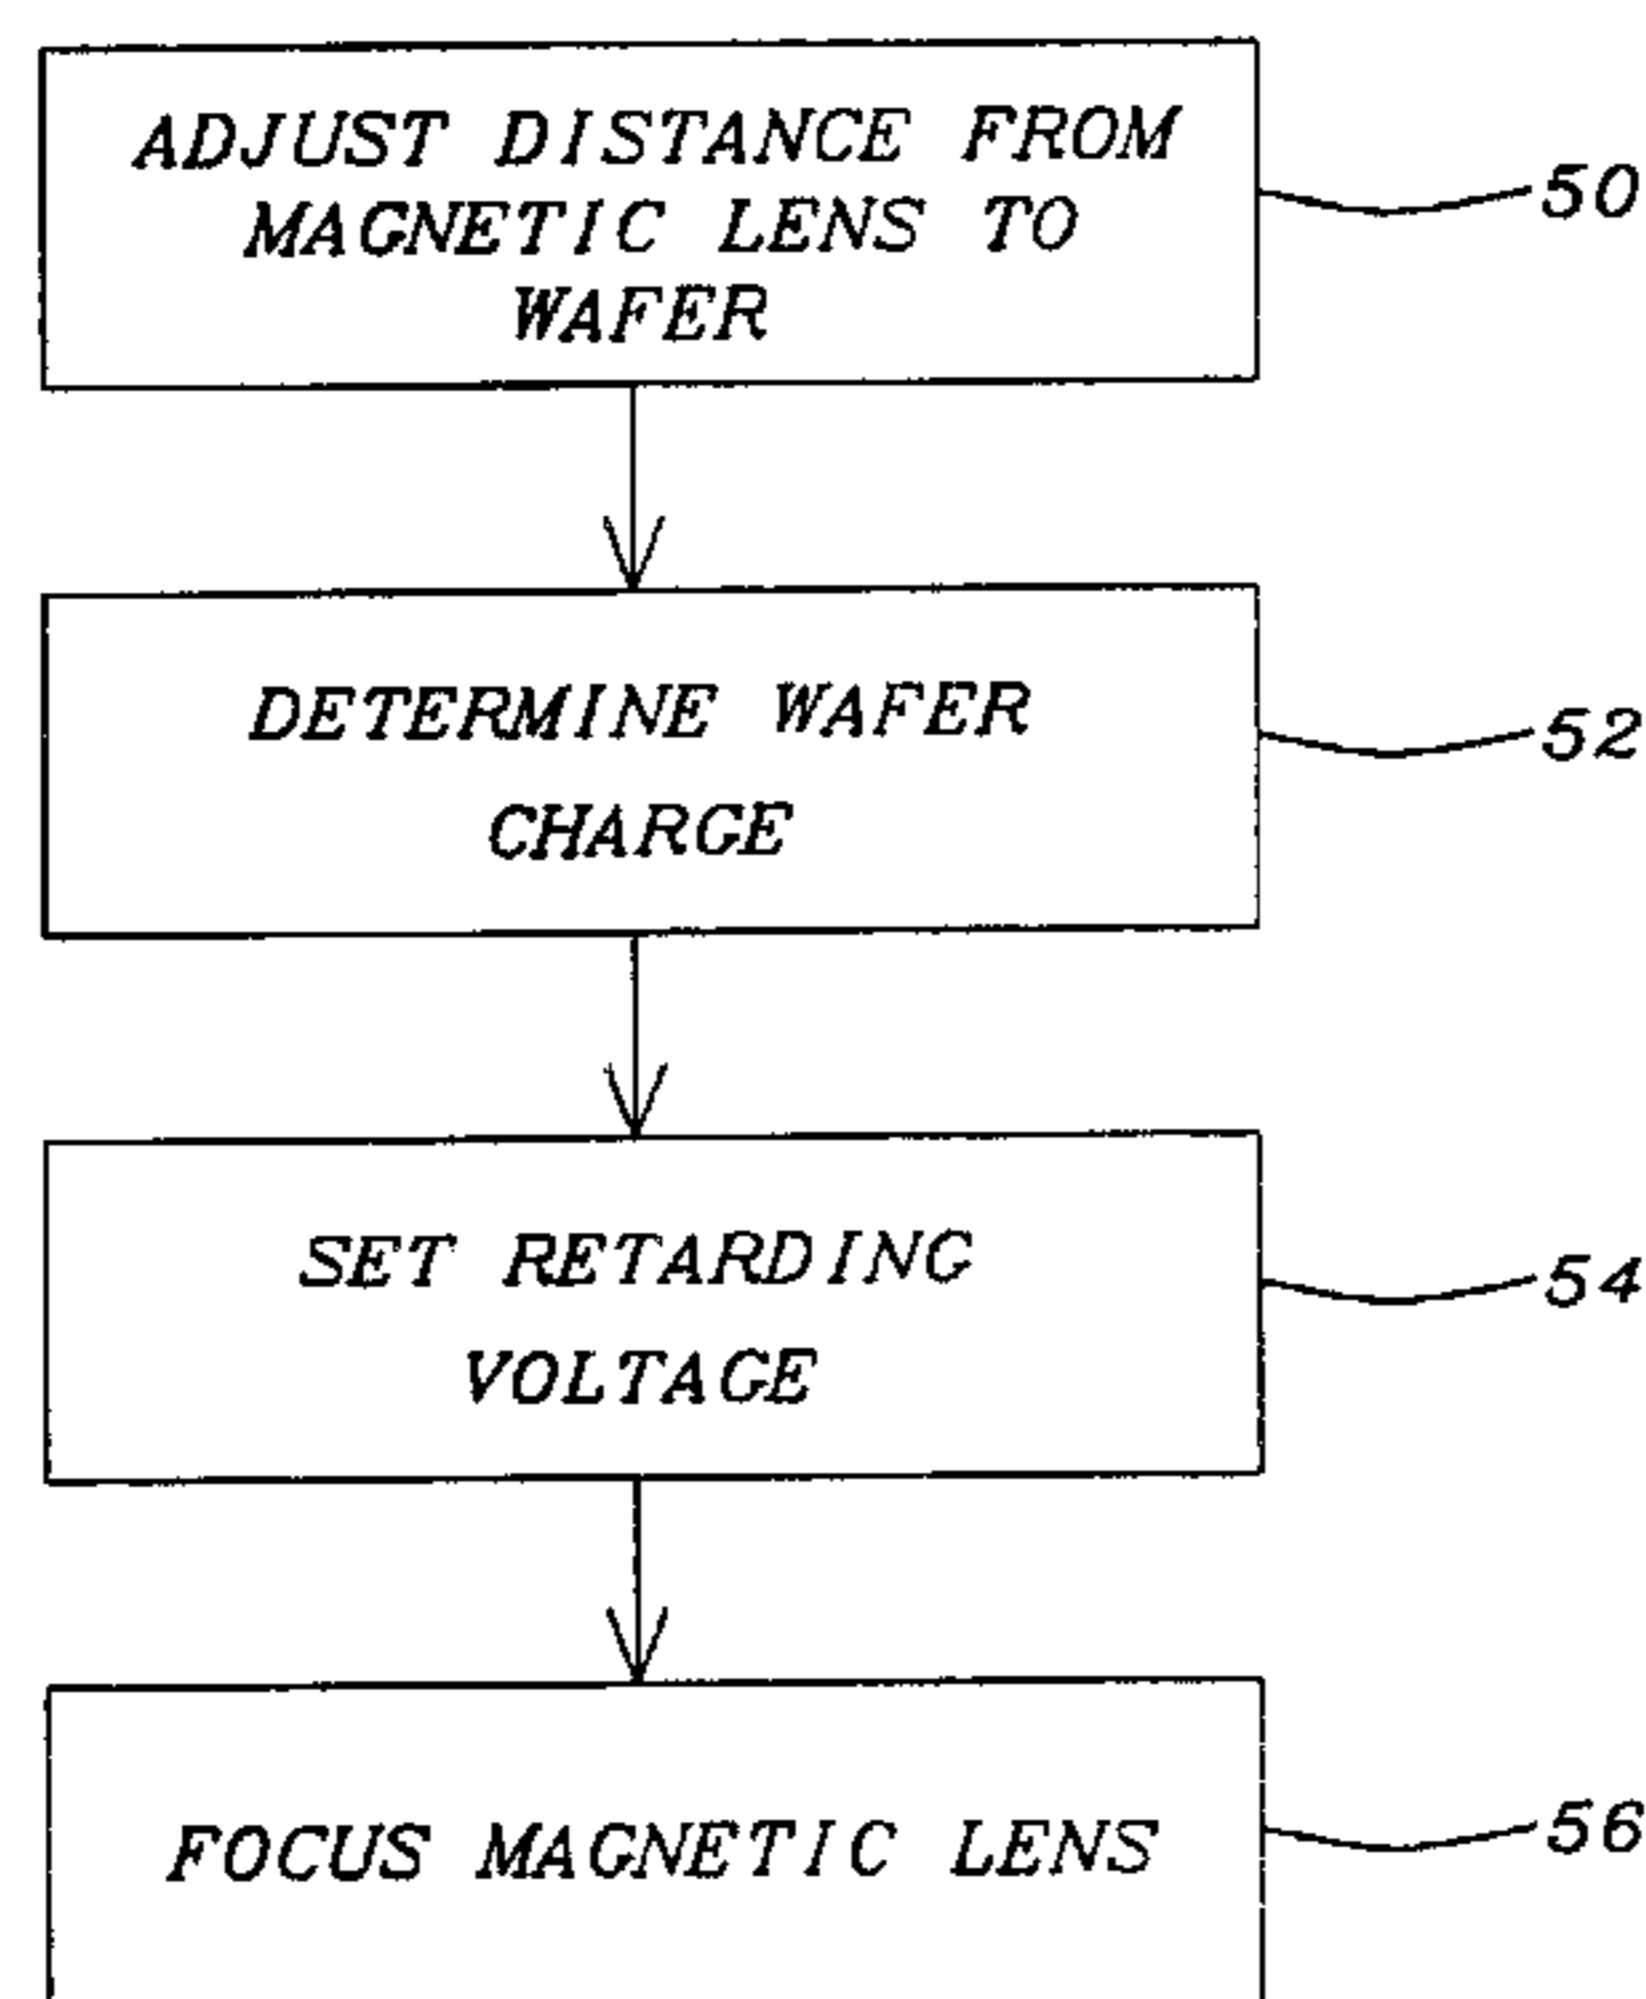 ADJUST DISTANCE FROM
MAGNETIC LENS TO
WAFER
50
DETERMINE WAFER
CHARGE
52
SET RETARDING
VOLTAGE
54
FOCUS MAGNETIC LENS
56